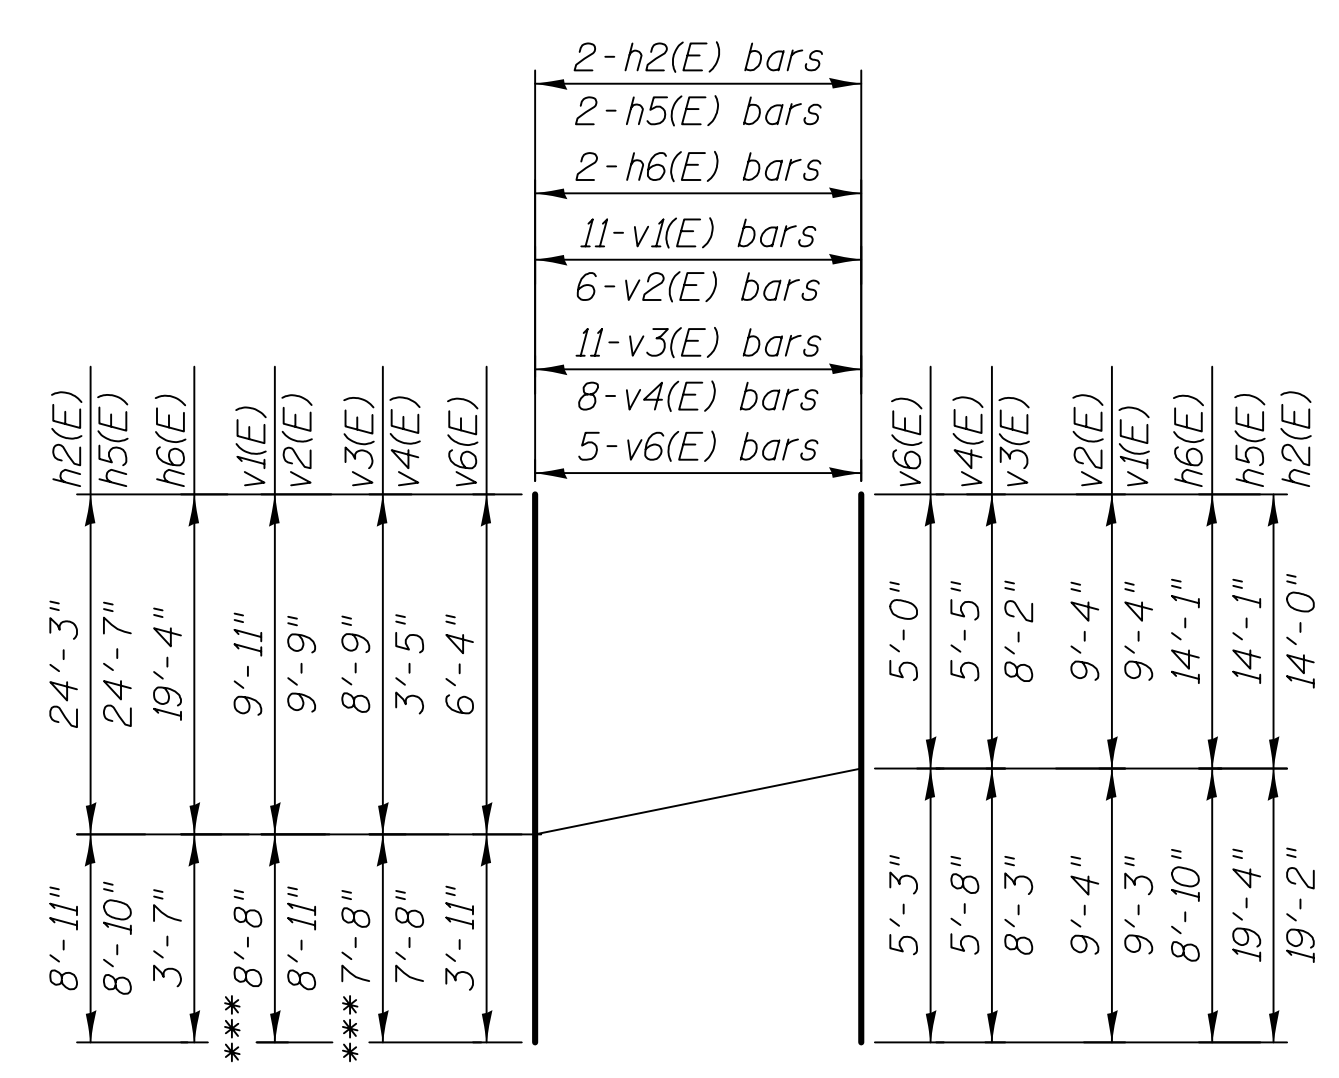 2-h2(E) bars
2-h5(E) bars
2-h6(E) bars
11-v1(E) bars
6-v2(E) bars
11-v3(E) bars
8-v4(E) bars
5-v6(E) bars
h2(E)
h5(E)
h6(E)
v1(E)
v2(E)
v3(E)
v4(E)
v6(E)
v6(E)
v4(E)
v3(E)
v2(E)
v1(E)
h6(E)
h5(E)
h2(E)
24'-3"
24'-7"
19'-4"
9'-11"
9'-9"
8'-9"
3'-5"
6'-4"
5'-0"
5'-5"
8'-2"
9'-4"
9'-4"
14'-1"
14'-1"
14'-0"
8'-11"
8'-10"
3'-7"
*** 8'-8"
8'-11"
*** 7'-8"
7'-8"
3'-11"
5'-3"
5'-8"
8'-3"
9'-4"
9'-3"
8'-10"
19'-4"
19'-2"